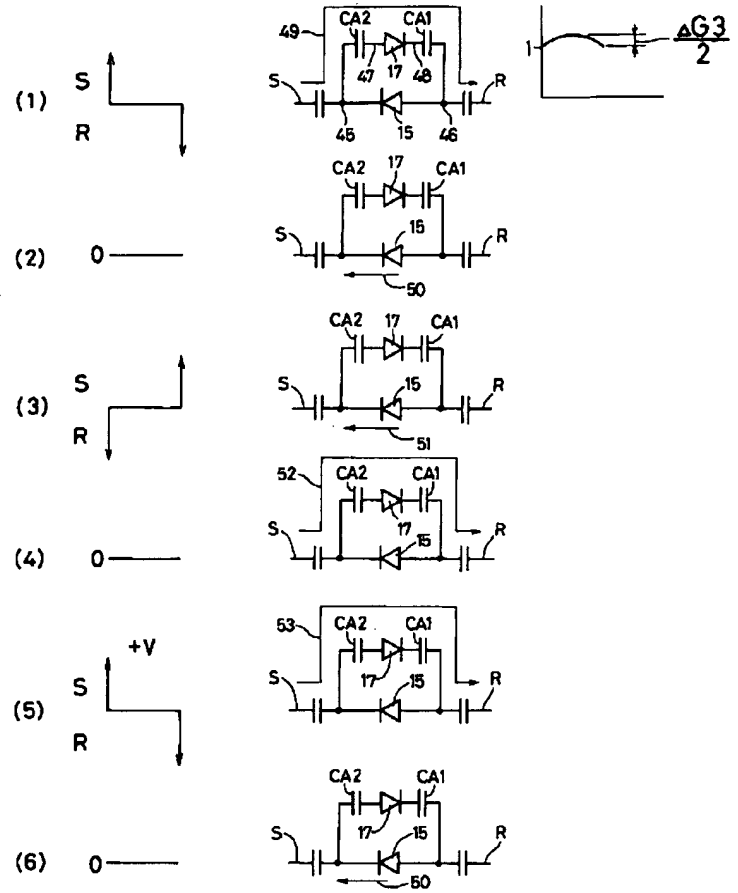 49 CA2 CA1
47 17 48
S R
(1) S R
45 15 46
1 ΔG3/2
CA2 17 CA1
(2) 0 S 15 R
50
CA2 17 CA1
(3) S R S 15 R
51
52 CA2 CA1
17
(4) 0 S 15 R
53 CA2 CA1
+V
17
(5) S R S 15 R
CA2 CA1
17 15
(6) 0 S R
50